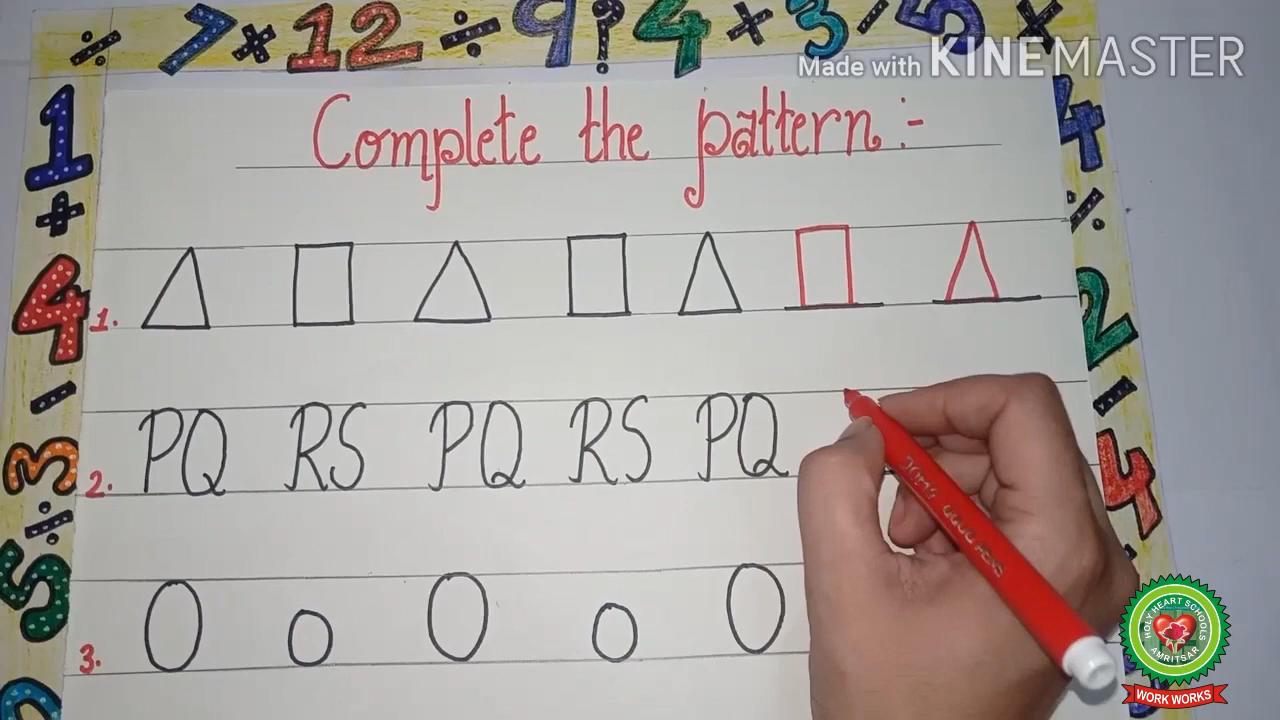 ÷ 7 × 12 ÷ 9 ? 4 × 3 - 5 ×
Made with KINEMASTER
1 + 4 - 3 ÷ 5
4 ÷ 2 - 4
Complete the pattern :-
1.
2. PQ RS PQ RS PQ
3. O o O o O
HOLY HEART SCHOOLS
AMRITSAR
WORK WORKS